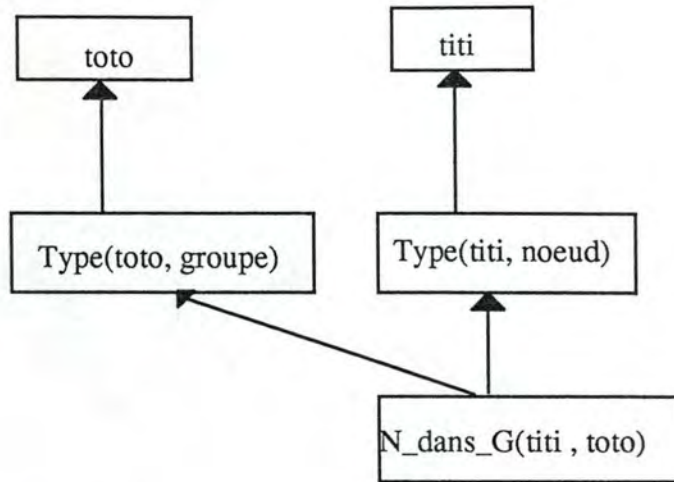 toto
titi
Type(toto, groupe)
Type(titi, noeud)
N_dans_G(titi , toto)